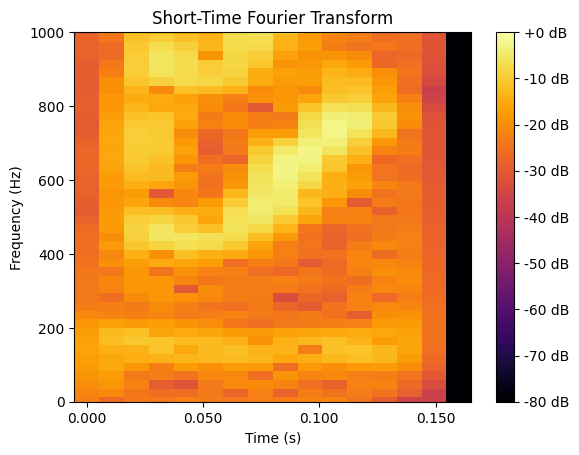 Short-Time Fourier Transform
1000
800
600
400
200
0
Frequency (Hz)
0.000
0.050
0.100
0.150
Time (s)
+0 dB
-10 dB
-20 dB
-30 dB
-40 dB
-50 dB
-60 dB
-70 dB
-80 dB